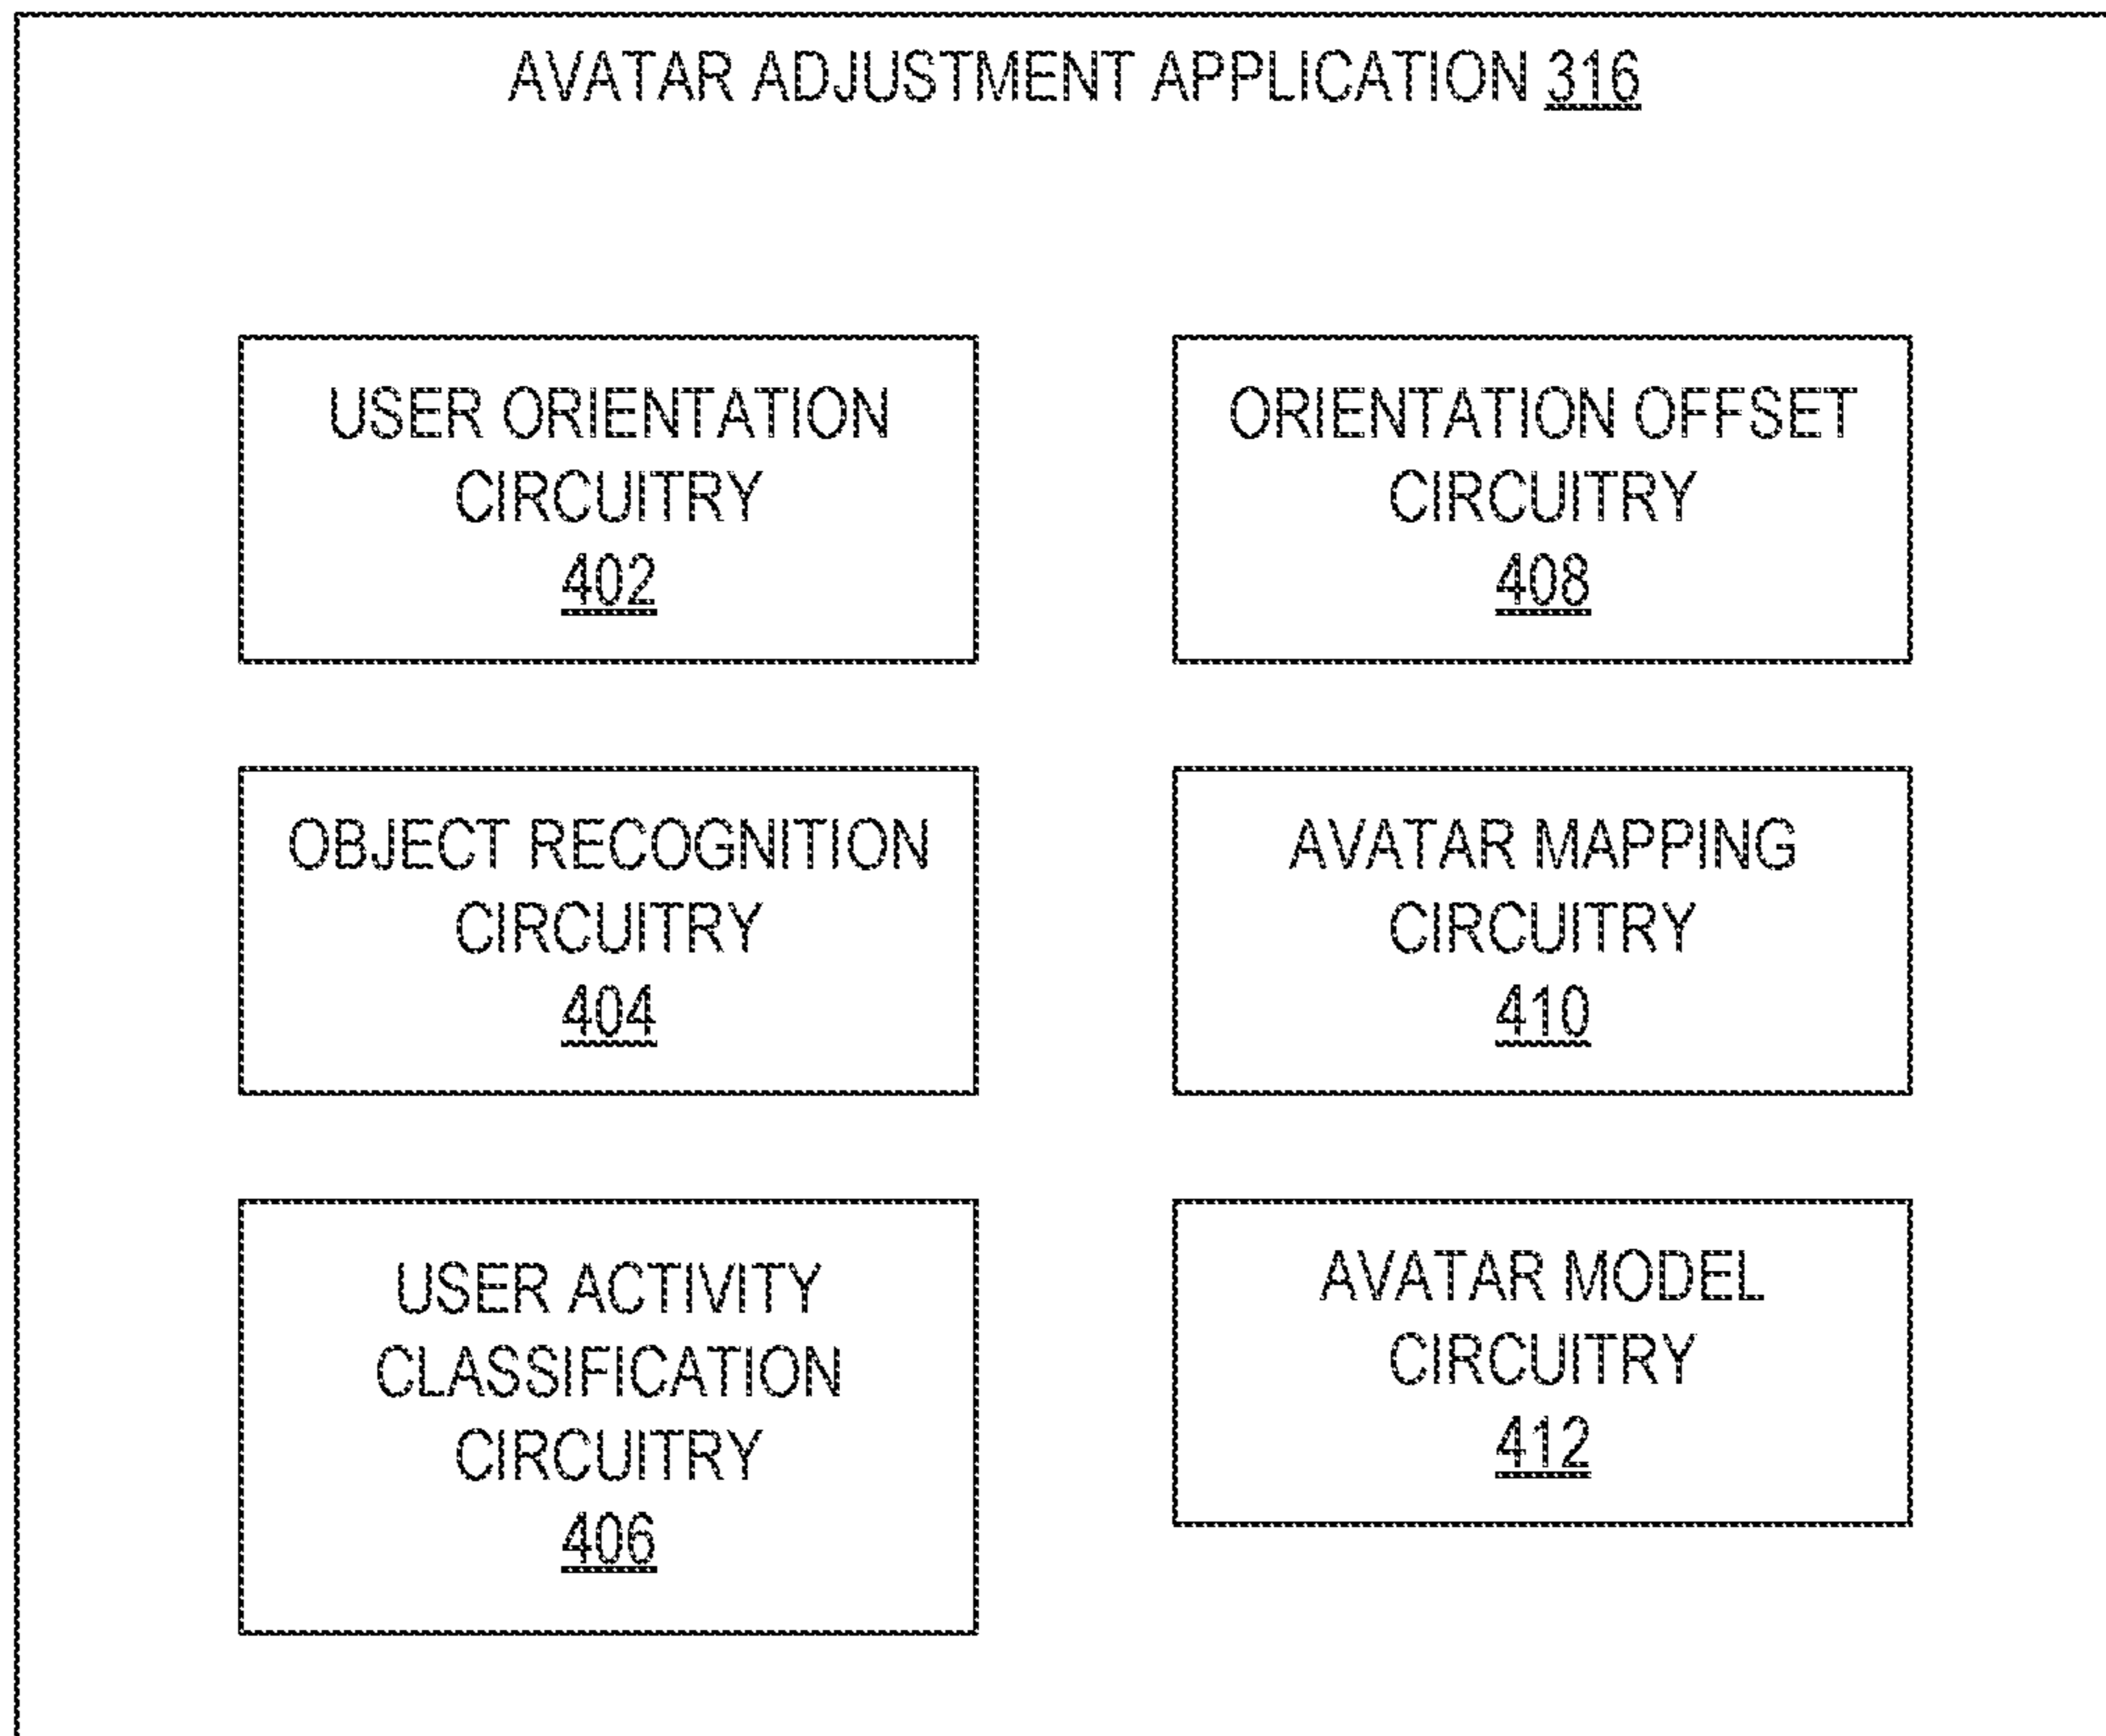 AVATAR ADJUSTMENT APPLICATION 316
USER ORIENTATION
CIRCUITRY
402
OBJECT RECOGNITION
CIRCUITRY
404
USER ACTIVITY
CLASSIFICATION
CIRCUITRY
406
ORIENTATION OFFSET
CIRCUITRY
408
AVATAR MAPPING
CIRCUITRY
410
AVATAR MODEL
CIRCUITRY
412